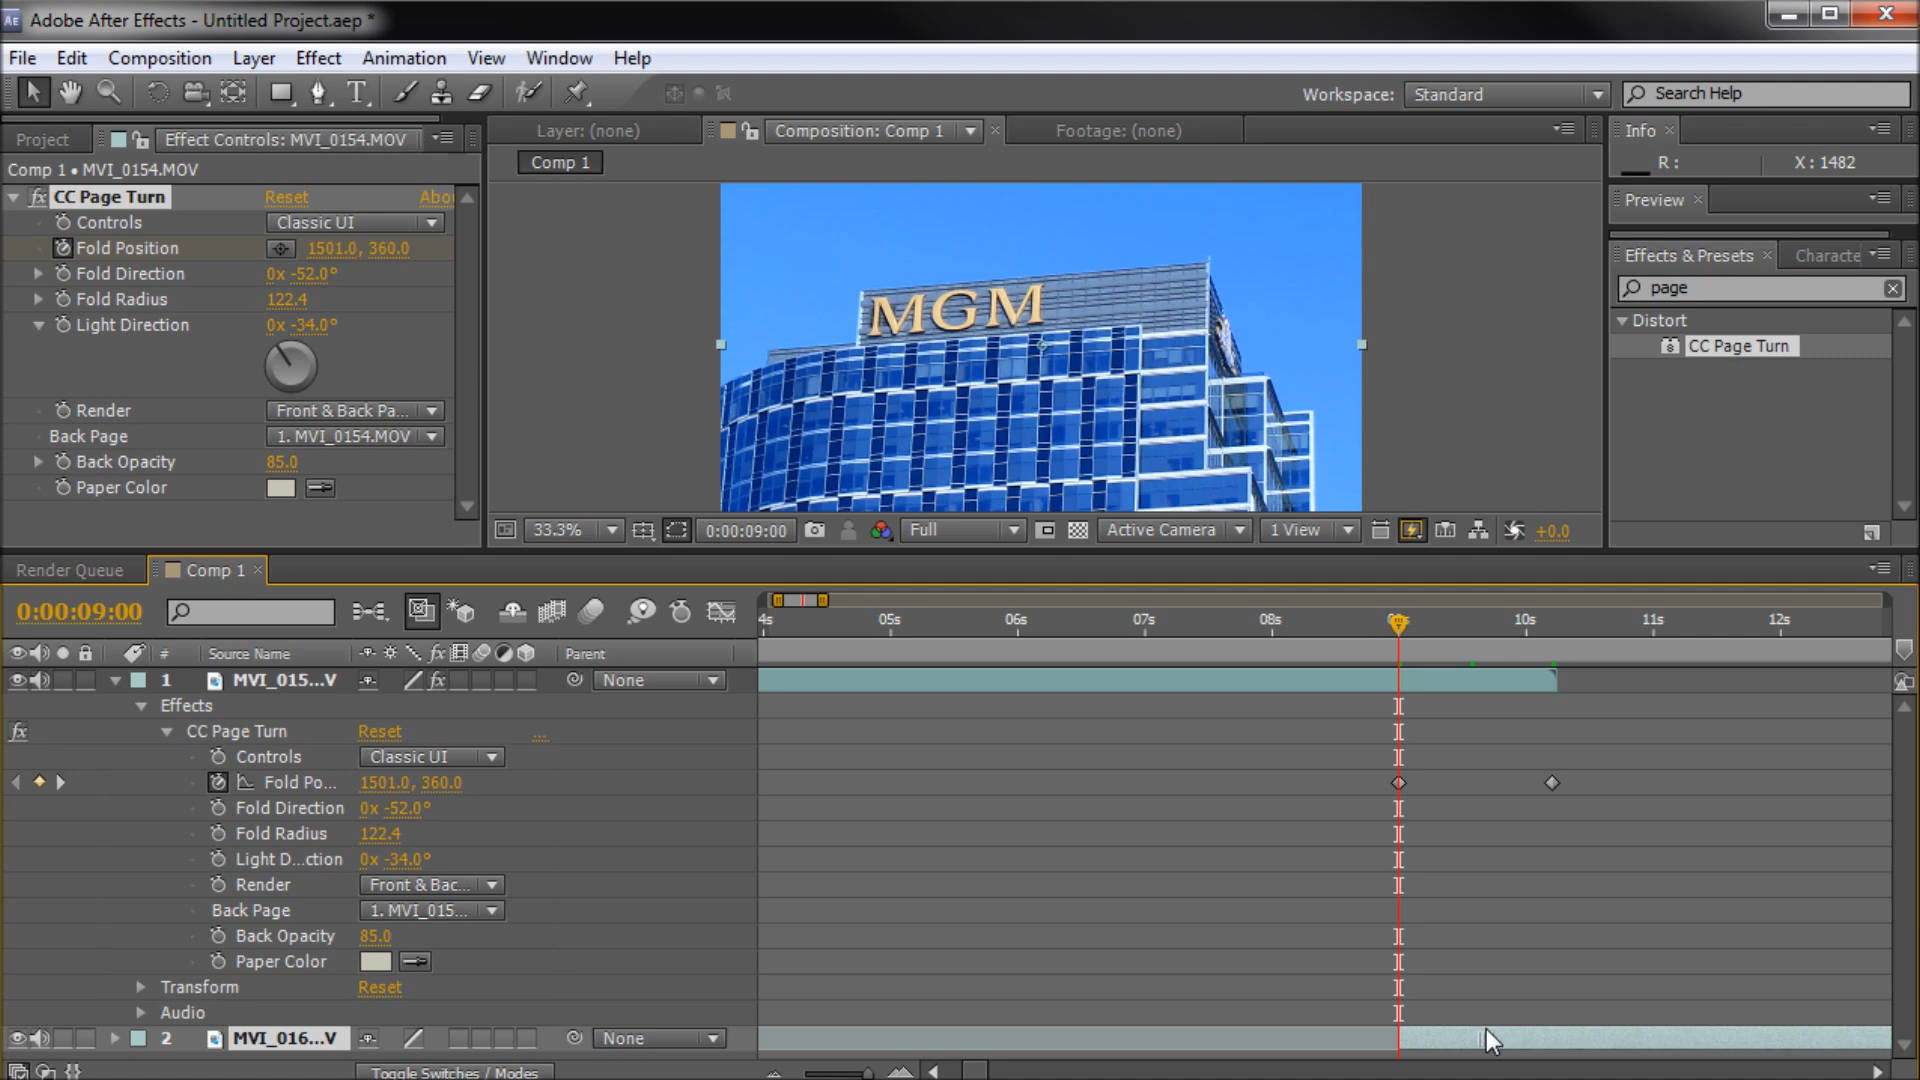 AE Adobe After Effects - Untitled Project.aep *
File Edit Composition Layer Effect Animation View Window Help
Workspace: Standard Search Help
Project Effect Controls: MVI_0154.MOV Layer: (none) Composition: Comp 1 × Footage: (none) Info ×
Comp 1 • MVI_0154.MOV Comp 1 R : X : 1482
fx CC Page Turn Reset Abo Preview ×
Controls Classic UI
Fold Position 1501.0, 360.0 Effects & Presets × Characte
Fold Direction 0x -52.0° page
Fold Radius 122.4 MGM
Light Direction 0x -34.0° Distort
CC Page Turn
Render Front & Back Pa...
Back Page 1. MVI_0154.MOV
Back Opacity 85.0
Paper Color
33.3% 0:00:09:00 Full Active Camera 1 View +0.0
Render Queue Comp 1 ×
0:00:09:00 4s 05s 06s 07s 08s 10s 11s 12s
# Source Name fx Parent
1 MVI_015...V fx None
Effects
fx CC Page Turn Reset ...
Controls Classic UI
Fold Po... 1501.0, 360.0
Fold Direction 0x -52.0°
Fold Radius 122.4
Light D...ction 0x -34.0°
Render Front & Bac...
Back Page 1. MVI_015...
Back Opacity 85.0
Paper Color
Transform Reset
Audio
2 MVI_016...V None
Toggle Switches / Modes